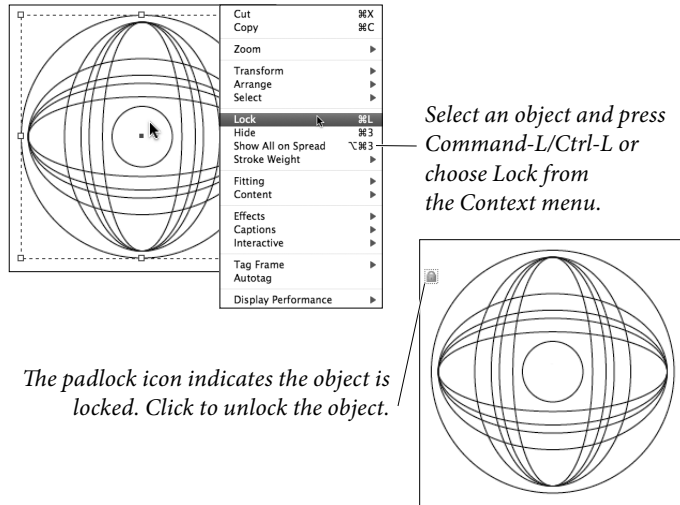 Cut ⌘X
Copy ⌘C
Zoom
Transform
Arrange
Select
Lock ⌘L
Hide ⌘3
Show All on Spread ⌥⌘3
Stroke Weight
Fitting
Content
Effects
Captions
Interactive
Tag Frame
Autotag
Display Performance
Select an object and press
Command-L/Ctrl-L or
choose Lock from
the Context menu.
The padlock icon indicates the object is
locked. Click to unlock the object.